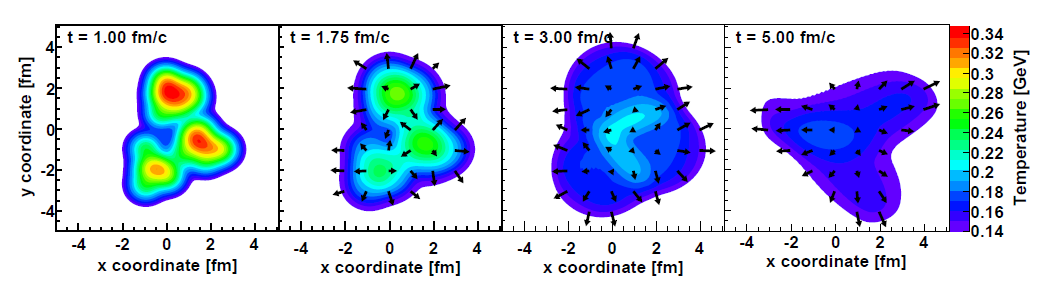 t = 1.00 fm/c
t = 1.75 fm/c
t = 3.00 fm/c
t = 5.00 fm/c
y coordinate [fm]
4
2
0
-2
-4
-4 -2 0 2 4
-4 -2 0 2 4
-4 -2 0 2 4
-4 -2 0 2 4
x coordinate [fm]
x coordinate [fm]
x coordinate [fm]
x coordinate [fm]
0.34
0.32
0.3
0.28
0.26
0.24
0.22
0.2
0.18
0.16
0.14
Temperature [GeV]